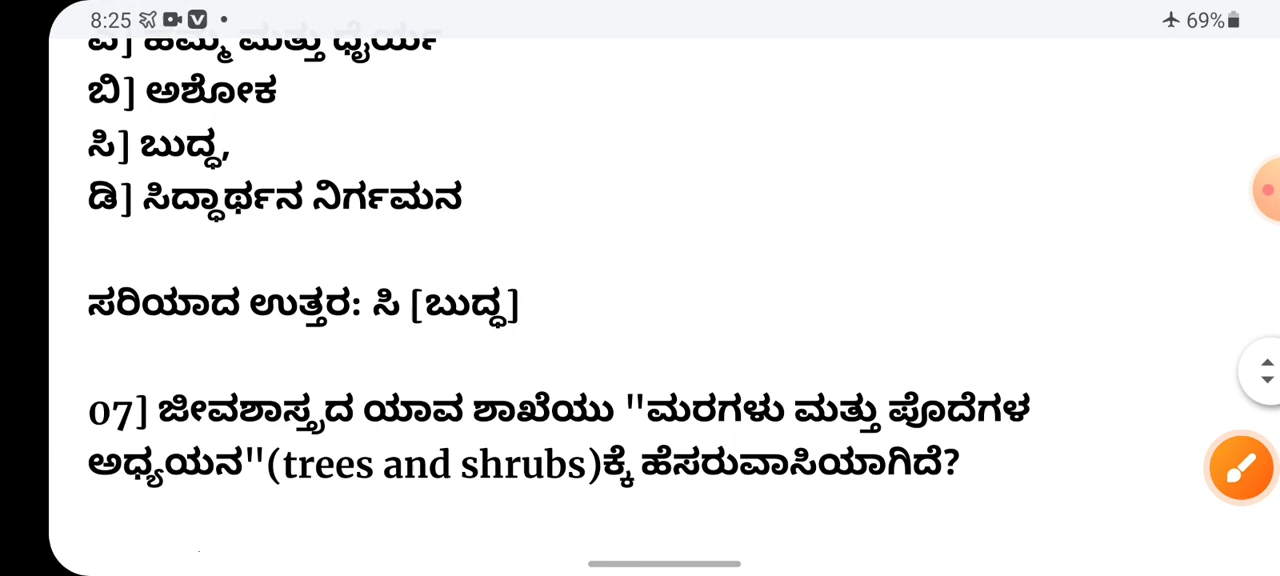 8:25
69%
ಎ] ಹೆಮ್ಮೆ ಮತ್ತು ಧೈರ್ಯ
ಬಿ] ಅಶೋಕ
ಸಿ] ಬುದ್ಧ,
ಡಿ] ಸಿದ್ಧಾರ್ಥನ ನಿರ್ಗಮನ
ಸರಿಯಾದ ಉತ್ತರ: ಸಿ [ಬುದ್ಧ]
07] ಜೀವಶಾಸ್ತ್ರದ ಯಾವ ಶಾಖೆಯು "ಮರಗಳು ಮತ್ತು ಪೊದೆಗಳ
ಅಧ್ಯಯನ"(trees and shrubs)ಕ್ಕೆ ಹೆಸರುವಾಸಿಯಾಗಿದೆ?